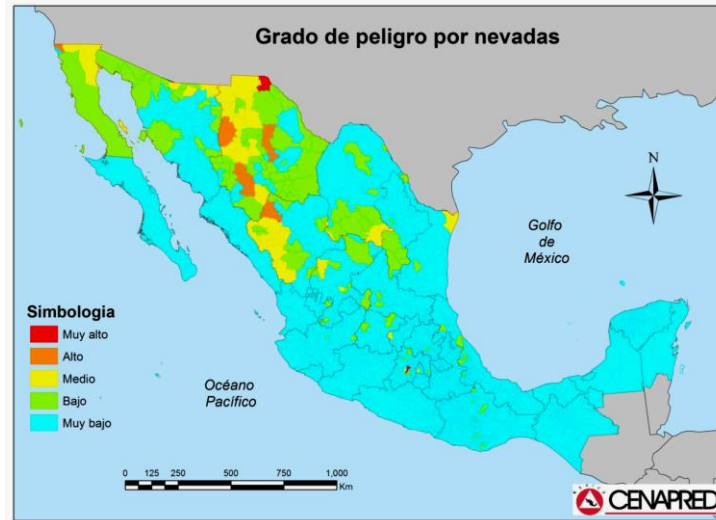 Grado de peligro por nevadas
N
Golfo
de
México
Simbologia
Muy alto
Alto
Medio
Bajo
Muy bajo
Océano
Pacífico
0 125 250 500 750 1,000
Km
CENAPRED